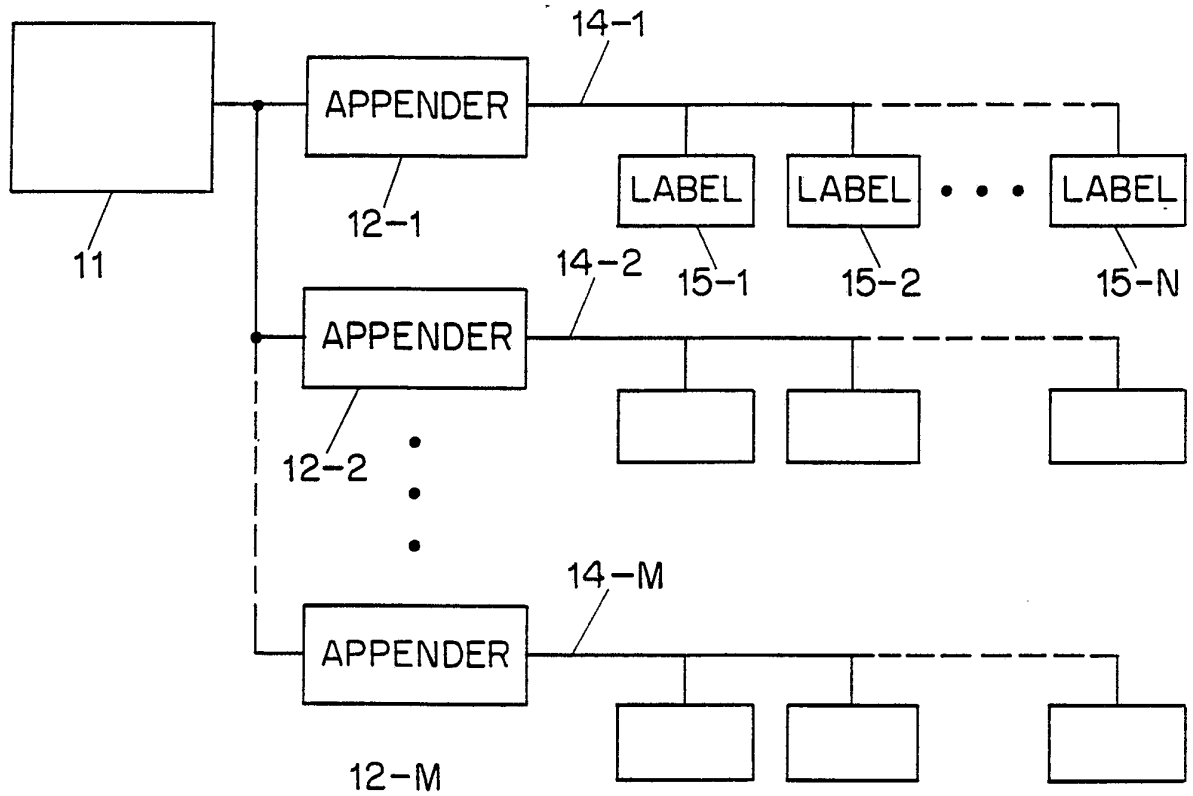 14-1
APPENDER
LABEL LABEL LABEL
12-1
11
14-2
15-1 15-2 15-N
APPENDER
12-2
14-M
APPENDER
12-M